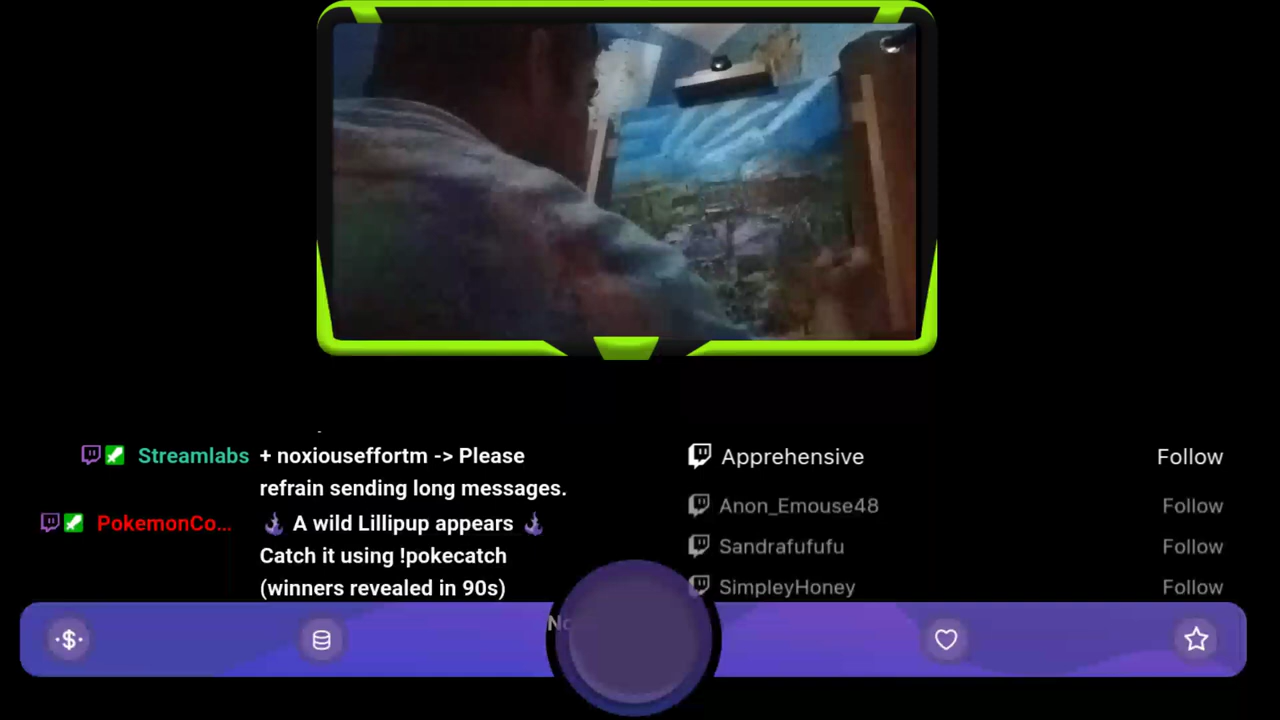 Streamlabs + noxiouseffortm -> Please
refrain sending long messages.
PokemonCo... A wild Lillipup appears
Catch it using !pokecatch
(winners revealed in 90s)
Apprehensive Follow
Anon_Emouse48 Follow
Sandrafufufu Follow
SimpleyHoney Follow